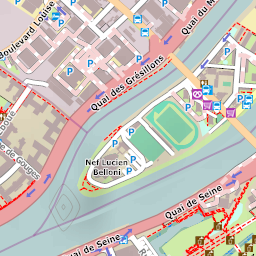 Boulevard Louise
Quai du M
Quai des Grésillons
e de Gouges
Nef Lucien
Belloni
Quai de Seine
Quai de Seine